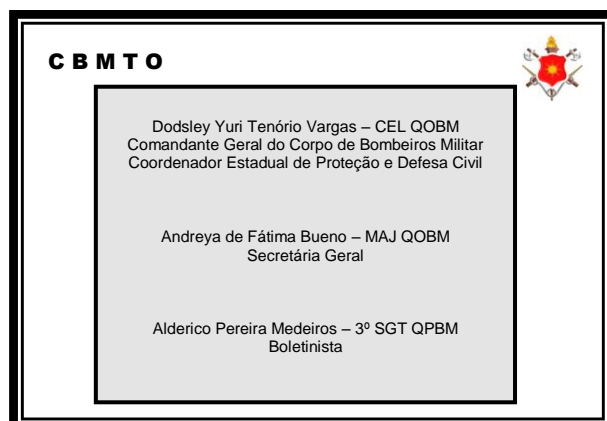 CBMTO
Dodsley Yuri Tenório Vargas – CEL QOBM
Comandante Geral do Corpo de Bombeiros Militar
Coordenador Estadual de Proteção e Defesa Civil
Andreya de Fátima Bueno – MAJ QOBM
Secretária Geral
Alderico Pereira Medeiros – 3º SGT QPBM
Boletinista